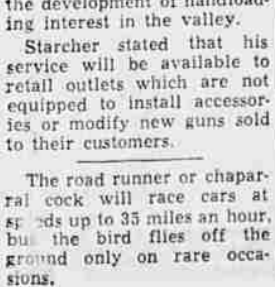 the development of handload-
ing interest in the valley.
Starcher stated that his
service will be available to
retail outlets which are not
equipped to install accessor-
ies or modify new guns sold
to their customers.
The road runner or chapar-
ral cock will race cars at
speeds up to 35 miles an hour,
but the bird flies off the
ground only on rare occa-
sions.